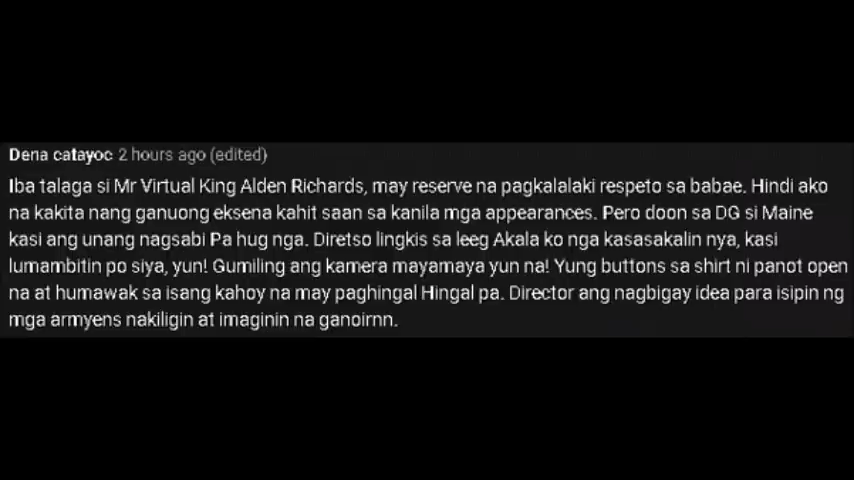 Dena catayoc 2 hours ago (edited)
Iba talaga si Mr Virtual King Alden Richards, may reserve na pagkalalaki respeto sa babae. Hindi ako
na kakita nang ganuong eksena kahit saan sa kanila mga appearances. Pero doon sa DG si Maine
kasi ang unang nagsabi Pa hug nga. Diretso lingkis sa leeg Akala ko nga kasasakalin nya, kasi
lumambitin po siya, yun! Gumiling ang kamera mayamaya yun na! Yung buttons sa shirt ni panot open
na at humawak sa isang kahoy na may paghingal Hingal pa. Director ang nagbigay idea para isipin ng
mga armyens nakiligin at imaginin na ganoirnn.